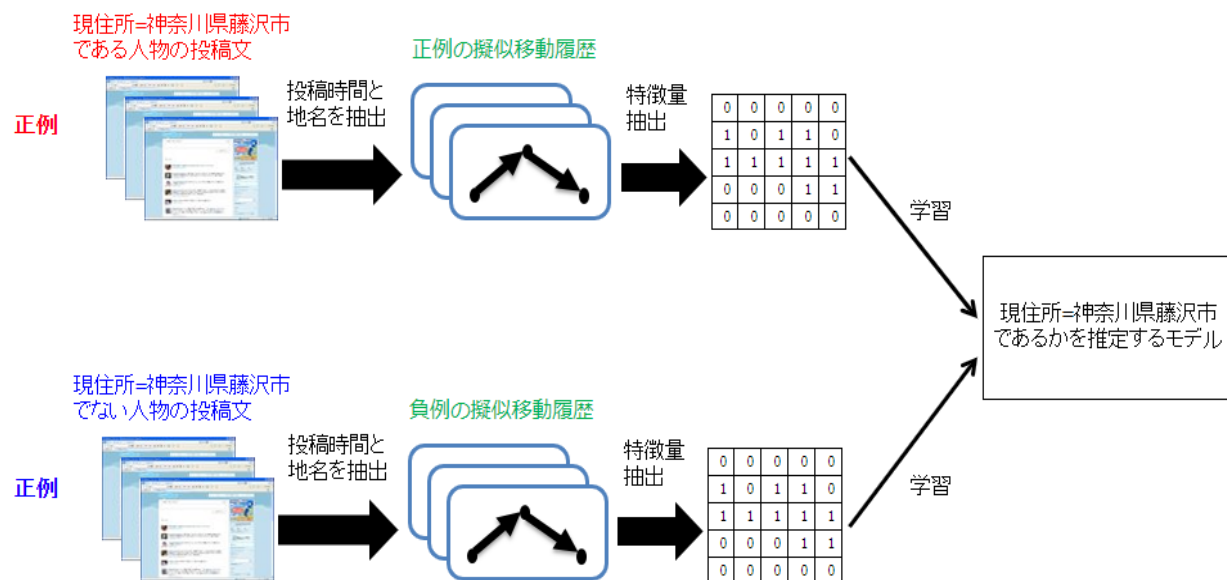 現住所=神奈川県藤沢市
である人物の投稿文
正例
投稿時間と
地名を抽出
正例の擬似移動履歴
特徴量
抽出
0 0 0 0 0
1 0 1 1 0
1 1 1 1 1
0 0 0 1 1
0 0 0 0 0
学習
現住所=神奈川県藤沢市
であるかを推定するモデル
現住所=神奈川県藤沢市
でない人物の投稿文
正例
投稿時間と
地名を抽出
負例の擬似移動履歴
特徴量
抽出
0 0 0 0 0
1 0 1 1 0
1 1 1 1 1
0 0 0 1 1
0 0 0 0 0
学習